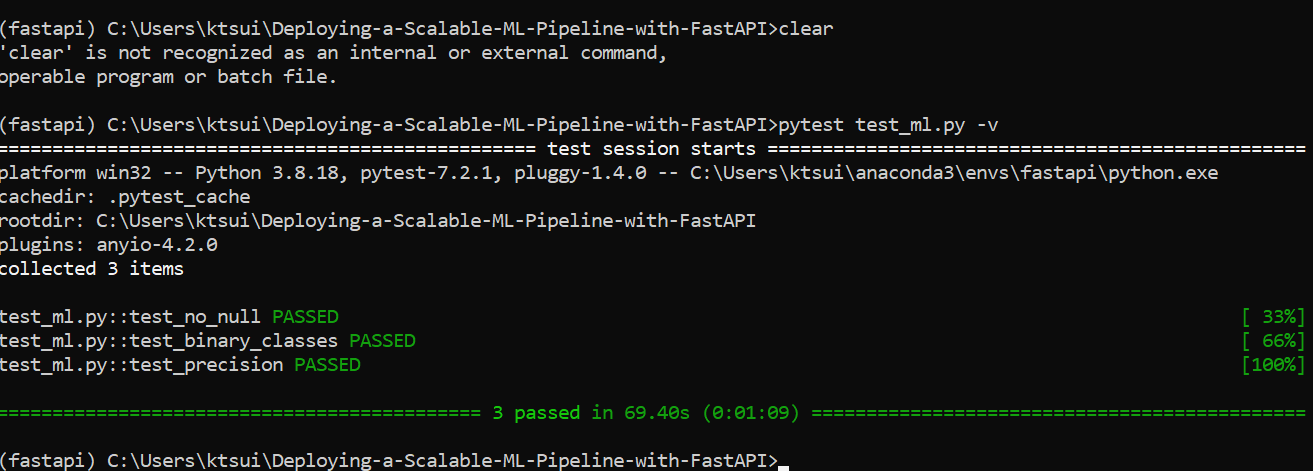 (fastapi) C:\Users\ktsui\Deploying-a-Scalable-ML-Pipeline-with-FastAPI>clear
'clear' is not recognized as an internal or external command,
operable program or batch file.
(fastapi) C:\Users\ktsui\Deploying-a-Scalable-ML-Pipeline-with-FastAPI>pytest test_ml.py -v
================================================= test session starts =================================================
platform win32 -- Python 3.8.18, pytest-7.2.1, pluggy-1.4.0 -- C:\Users\ktsui\anaconda3\envs\fastapi\python.exe
cachedir: .pytest_cache
rootdir: C:\Users\ktsui\Deploying-a-Scalable-ML-Pipeline-with-FastAPI
plugins: anyio-4.2.0
collected 3 items
test_ml.py::test_no_null PASSED [ 33%]
test_ml.py::test_binary_classes PASSED [ 66%]
test_ml.py::test_precision PASSED [100%]
============================================ 3 passed in 69.40s (0:01:09) =============================================
(fastapi) C:\Users\ktsui\Deploying-a-Scalable-ML-Pipeline-with-FastAPI>